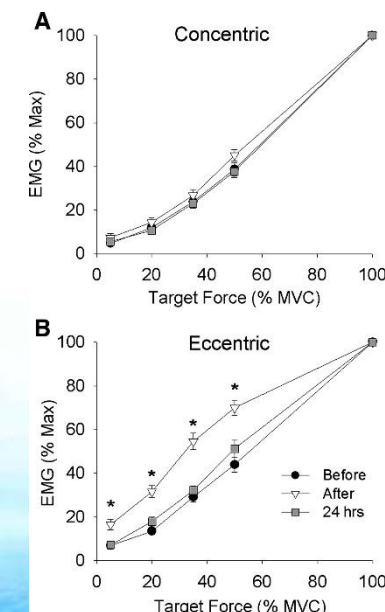 A
Concentric
100
80
60
40
20
0
EMG (% Max)
0 20 40 60 80 100
Target Force (% MVC)
B
Eccentric
100
80
60
40
20
0
EMG (% Max)
*
*
*
*
Before
After
24 hrs
0 20 40 60 80 100
Target Force (% MVC)